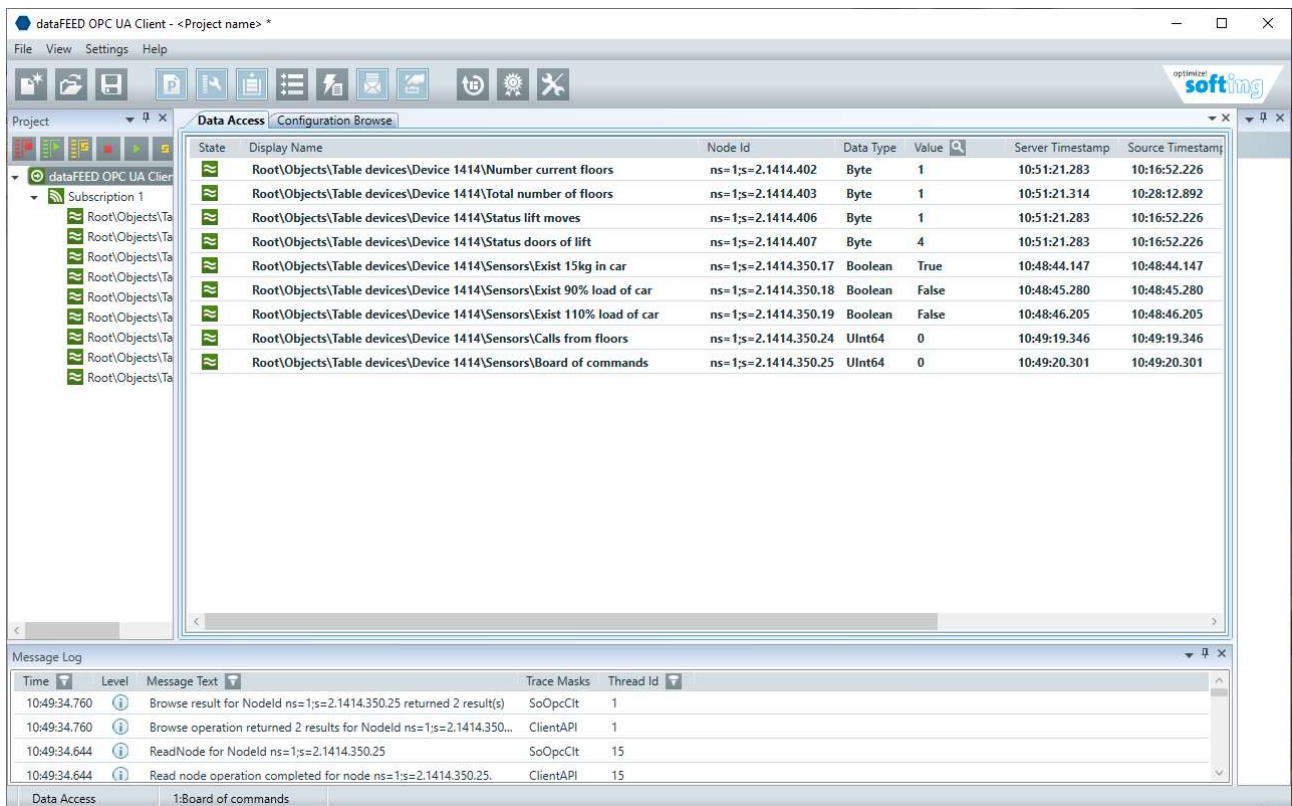 dataFEED OPC UA Client - <Project name> *
File View Settings Help
optimize!
softing
Project
Data Access Configuration Browse
State Display Name Node Id Data Type Value Server Timestamp Source Timestamp
dataFEED OPC UA Clier
Subscription 1
Root\Objects\Ta
Root\Objects\Ta
Root\Objects\Ta
Root\Objects\Ta
Root\Objects\Ta
Root\Objects\Ta
Root\Objects\Ta
Root\Objects\Ta
Root\Objects\Ta
Root\Objects\Table devices\Device 1414\Number current floors ns=1;s=2.1414.402 Byte 1 10:51:21.283 10:16:52.226
Root\Objects\Table devices\Device 1414\Total number of floors ns=1;s=2.1414.403 Byte 1 10:51:21.314 10:28:12.892
Root\Objects\Table devices\Device 1414\Status lift moves ns=1;s=2.1414.406 Byte 1 10:51:21.283 10:16:52.226
Root\Objects\Table devices\Device 1414\Status doors of lift ns=1;s=2.1414.407 Byte 4 10:51:21.283 10:16:52.226
Root\Objects\Table devices\Device 1414\Sensors\Exist 15kg in car ns=1;s=2.1414.350.17 Boolean True 10:48:44.147 10:48:44.147
Root\Objects\Table devices\Device 1414\Sensors\Exist 90% load of car ns=1;s=2.1414.350.18 Boolean False 10:48:45.280 10:48:45.280
Root\Objects\Table devices\Device 1414\Sensors\Exist 110% load of car ns=1;s=2.1414.350.19 Boolean False 10:48:46.205 10:48:46.205
Root\Objects\Table devices\Device 1414\Sensors\Calls from floors ns=1;s=2.1414.350.24 UInt64 0 10:49:19.346 10:49:19.346
Root\Objects\Table devices\Device 1414\Sensors\Board of commands ns=1;s=2.1414.350.25 UInt64 0 10:49:20.301 10:49:20.301
Message Log
Time Level Message Text Trace Masks Thread Id
10:49:34.760 Browse result for NodeId ns=1;s=2.1414.350.25 returned 2 result(s) SoOpcClt 1
10:49:34.760 Browse operation returned 2 results for NodeId ns=1;s=2.1414.350... ClientAPI 1
10:49:34.644 ReadNode for NodeId ns=1;s=2.1414.350.25 SoOpcClt 15
10:49:34.644 Read node operation completed for node ns=1;s=2.1414.350.25. ClientAPI 15
Data Access 1:Board of commands